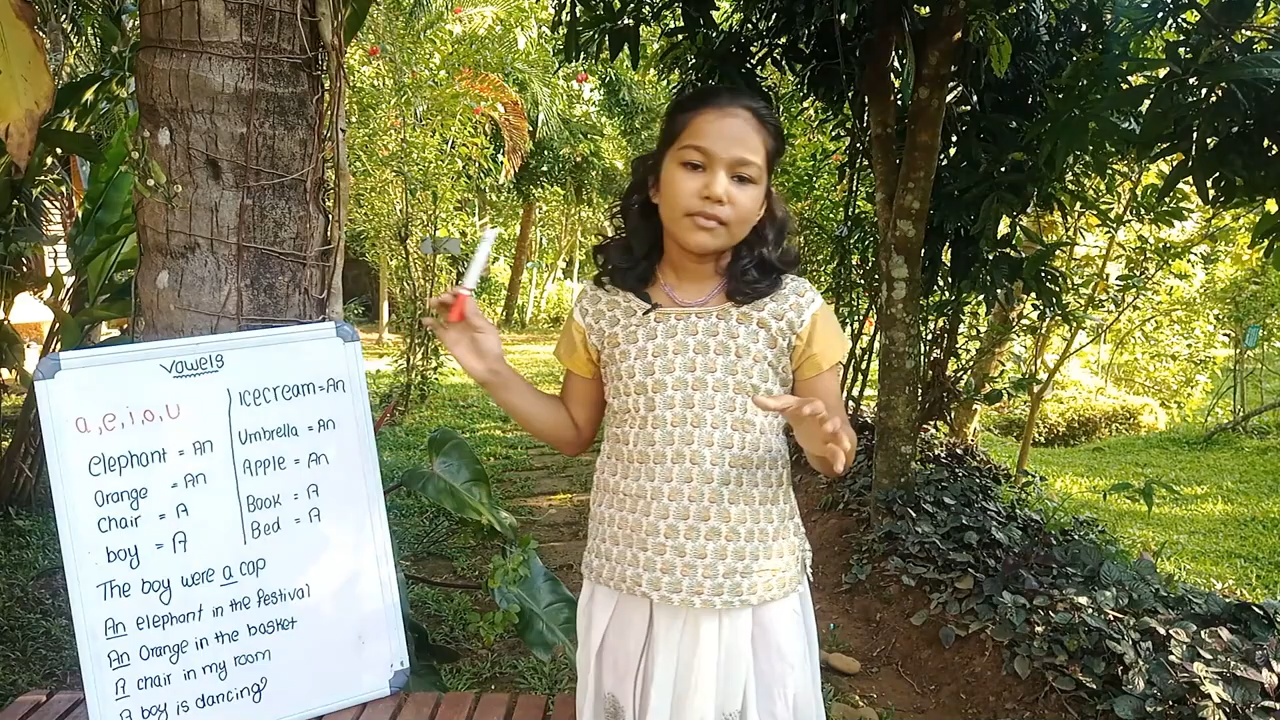 Vowels
a,e,i,o,u
elephant = An
Orange = An
Chair = A
boy = A
Icecream = An
Umbrella = An
Apple = An
Book = A
Bed = A
The boy were a cap
An elephant in the festival
An Orange in the basket
A chair in my room
A boy is dancing